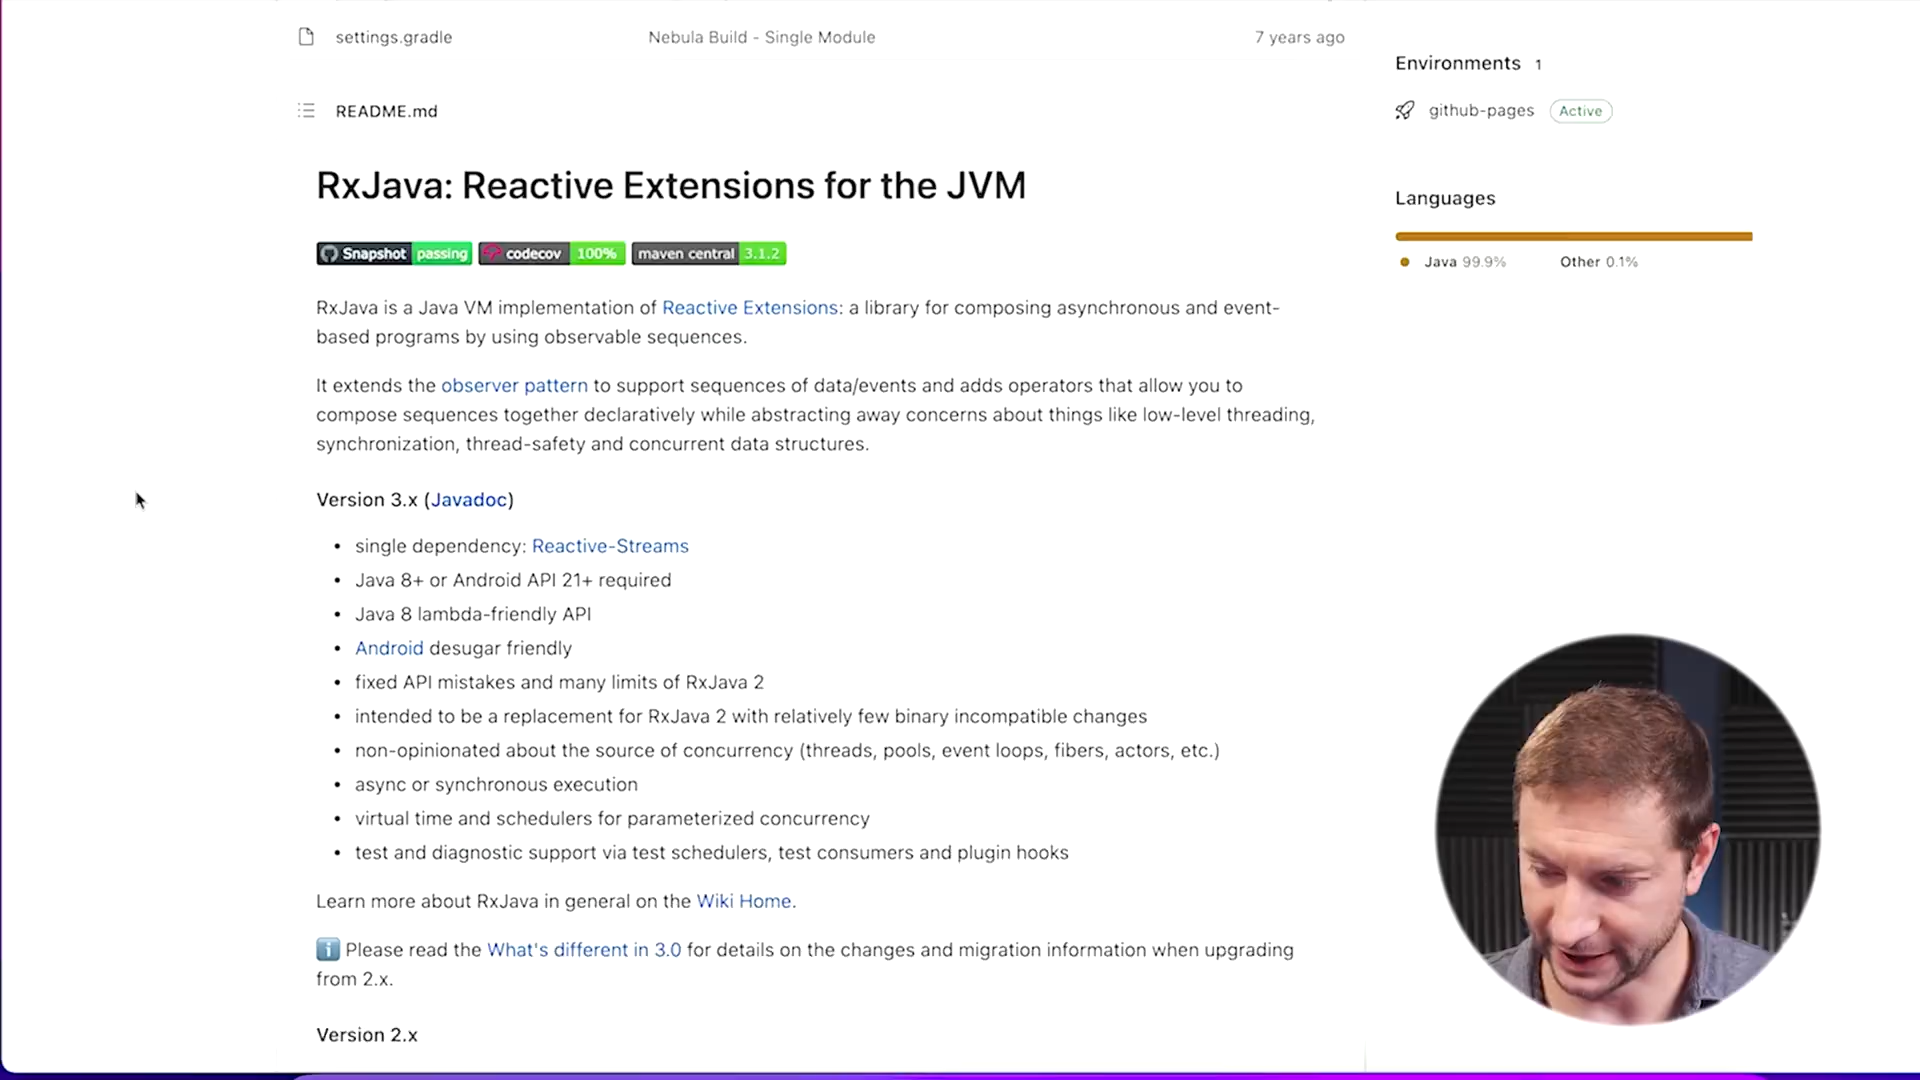 settings.gradle Nebula Build - Single Module 7 years ago
Environments 1
README.md
github-pages Active
RxJava: Reactive Extensions for the JVM
Languages
Snapshot passing codecov 100% maven central 3.1.2
Java 99.9% Other 0.1%
RxJava is a Java VM implementation of Reactive Extensions: a library for composing asynchronous and event-
based programs by using observable sequences.
It extends the observer pattern to support sequences of data/events and adds operators that allow you to
compose sequences together declaratively while abstracting away concerns about things like low-level threading,
synchronization, thread-safety and concurrent data structures.
Version 3.x (Javadoc)
• single dependency: Reactive-Streams
• Java 8+ or Android API 21+ required
• Java 8 lambda-friendly API
• Android desugar friendly
• fixed API mistakes and many limits of RxJava 2
• intended to be a replacement for RxJava 2 with relatively few binary incompatible changes
• non-opinionated about the source of concurrency (threads, pools, event loops, fibers, actors, etc.)
• async or synchronous execution
• virtual time and schedulers for parameterized concurrency
• test and diagnostic support via test schedulers, test consumers and plugin hooks
Learn more about RxJava in general on the Wiki Home.
ℹ️ Please read the What's different in 3.0 for details on the changes and migration information when upgrading
from 2.x.
Version 2.x